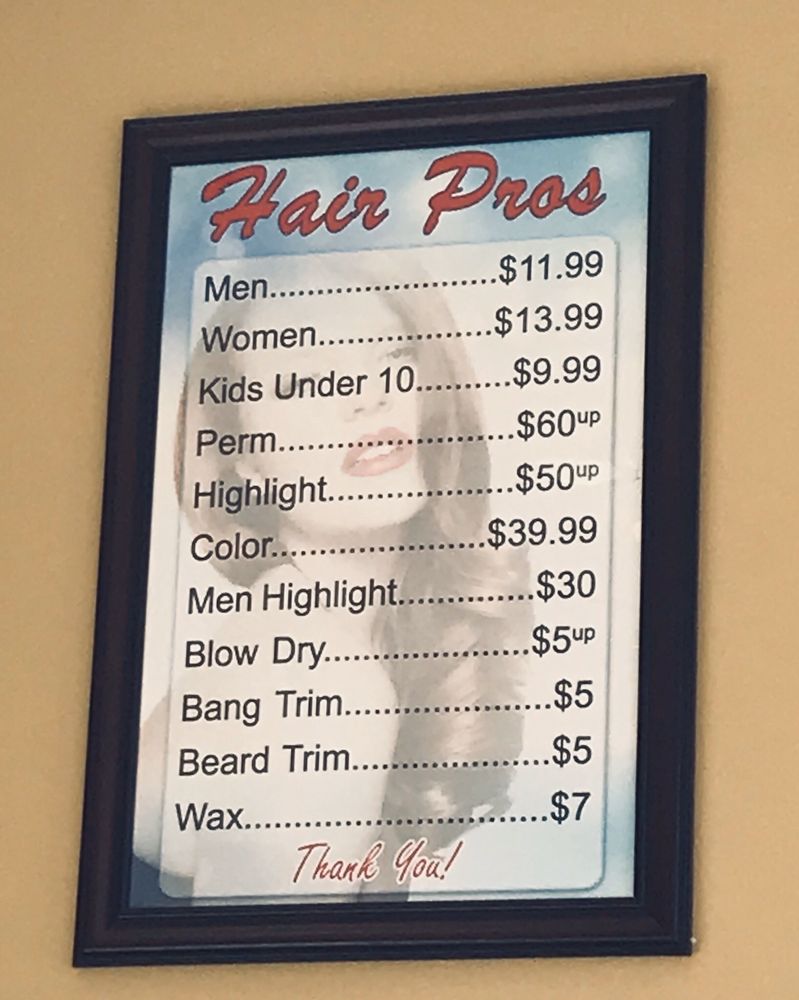 Hair Pros
Men.........................$11.99
Women...................$13.99
Kids Under 10..........$9.99
Perm..........................$60up
Highlight....................$50up
Color.......................$39.99
Men Highlight...............$30
Blow Dry......................$5up
Bang Trim......................$5
Beard Trim.....................$5
Wax................................$7
Thank You!